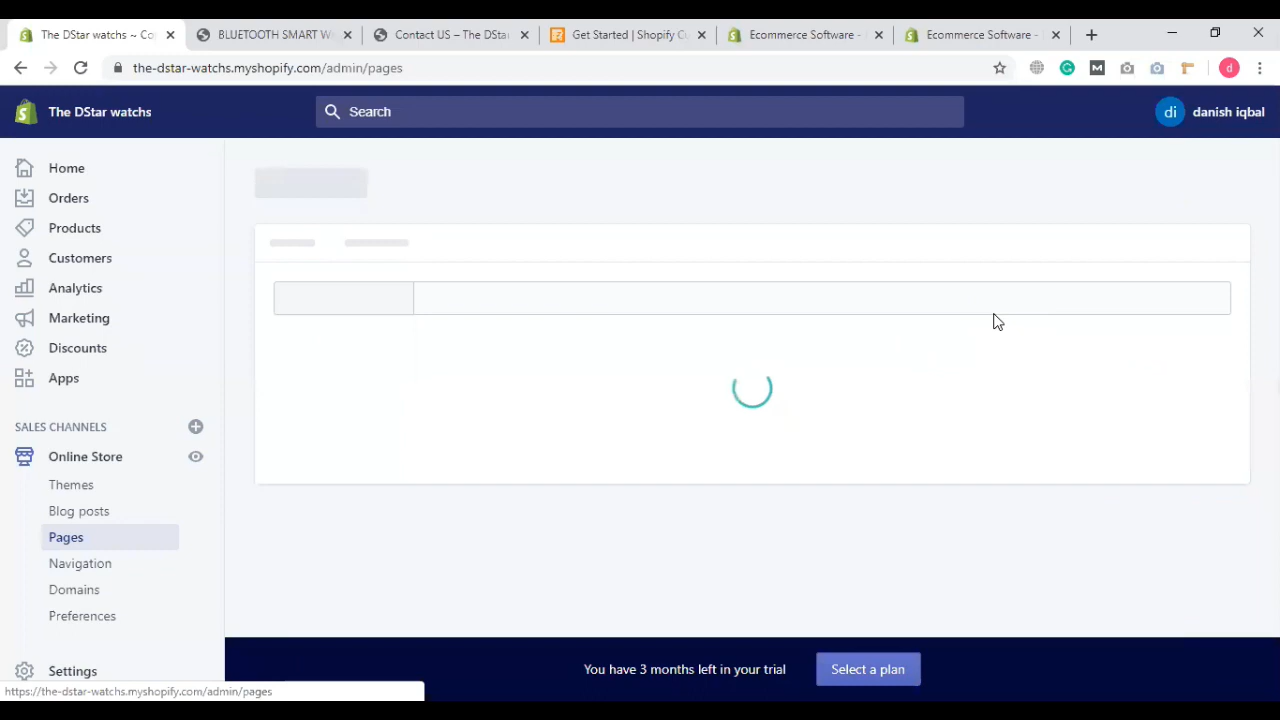 The DStar watchs ~ Co
BLUETOOTH SMART W
Contact US – The DSta
Get Started | Shopify Cu
Ecommerce Software -
Ecommerce Software -
the-dstar-watchs.myshopify.com/admin/pages
M
d
The DStar watchs
Search
di
danish iqbal
Home
Orders
Products
Customers
Analytics
Marketing
Discounts
Apps
SALES CHANNELS
Online Store
Themes
Blog posts
Pages
Navigation
Domains
Preferences
Settings
You have 3 months left in your trial
Select a plan
https://the-dstar-watchs.myshopify.com/admin/pages